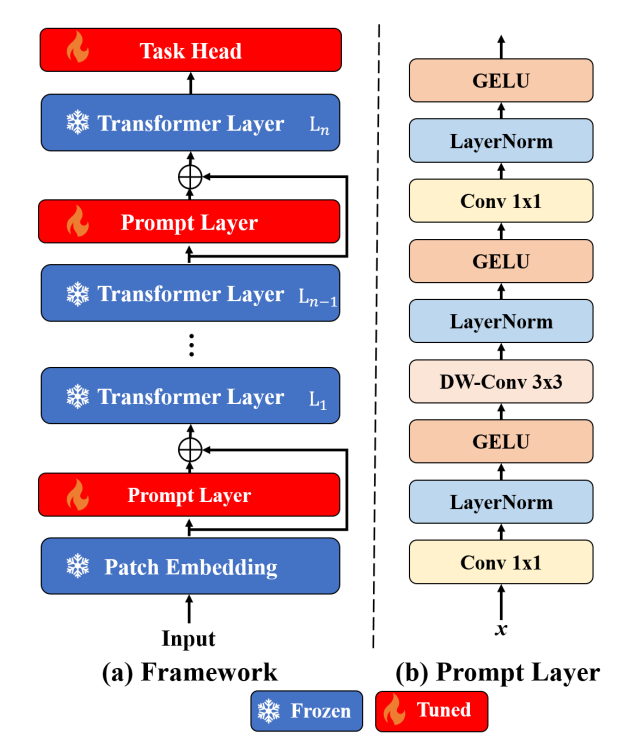 Task Head
Transformer Layer L_n
Prompt Layer
Transformer Layer L_{n-1}
Transformer Layer L_1
Prompt Layer
Patch Embedding
Input
(a) Framework
GELU
LayerNorm
Conv 1x1
GELU
LayerNorm
DW-Conv 3x3
GELU
LayerNorm
Conv 1x1
x
(b) Prompt Layer
Frozen
Tuned